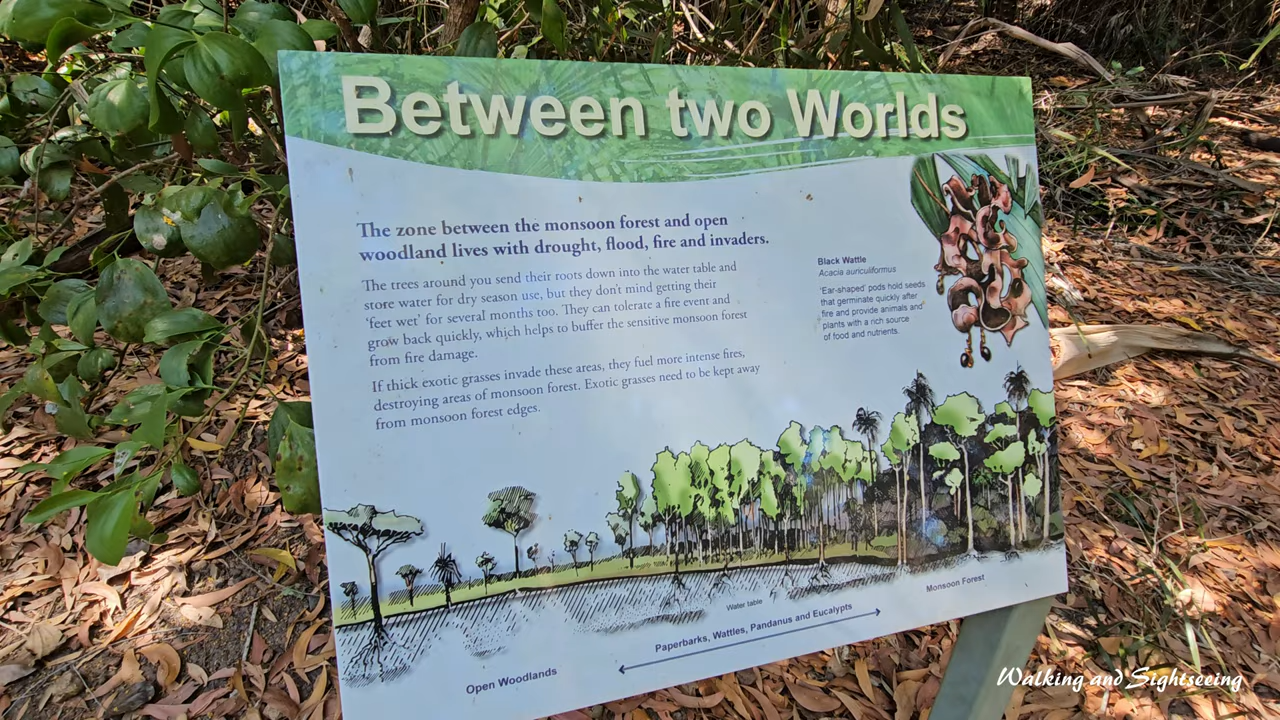 Between two Worlds
The zone between the monsoon forest and open
woodland lives with drought, flood, fire and invaders.
The trees around you send their roots down into the water table and
store water for dry season use, but they don't mind getting their
'feet wet' for several months too. They can tolerate a fire event and
grow back quickly, which helps to buffer the sensitive monsoon forest
from fire damage.
If thick exotic grasses invade these areas, they fuel more intense fires,
destroying areas of monsoon forest. Exotic grasses need to be kept away
from monsoon forest edges.
Black Wattle
Acacia auriculiformus
'Ear-shaped' pods hold seeds
that germinate quickly after
fire and provide animals and
plants with a rich source
of food and nutrients.
Water table
Monsoon Forest
Paperbarks, Wattles, Pandanus and Eucalypts
Open Woodlands
Walking and Sightseeing